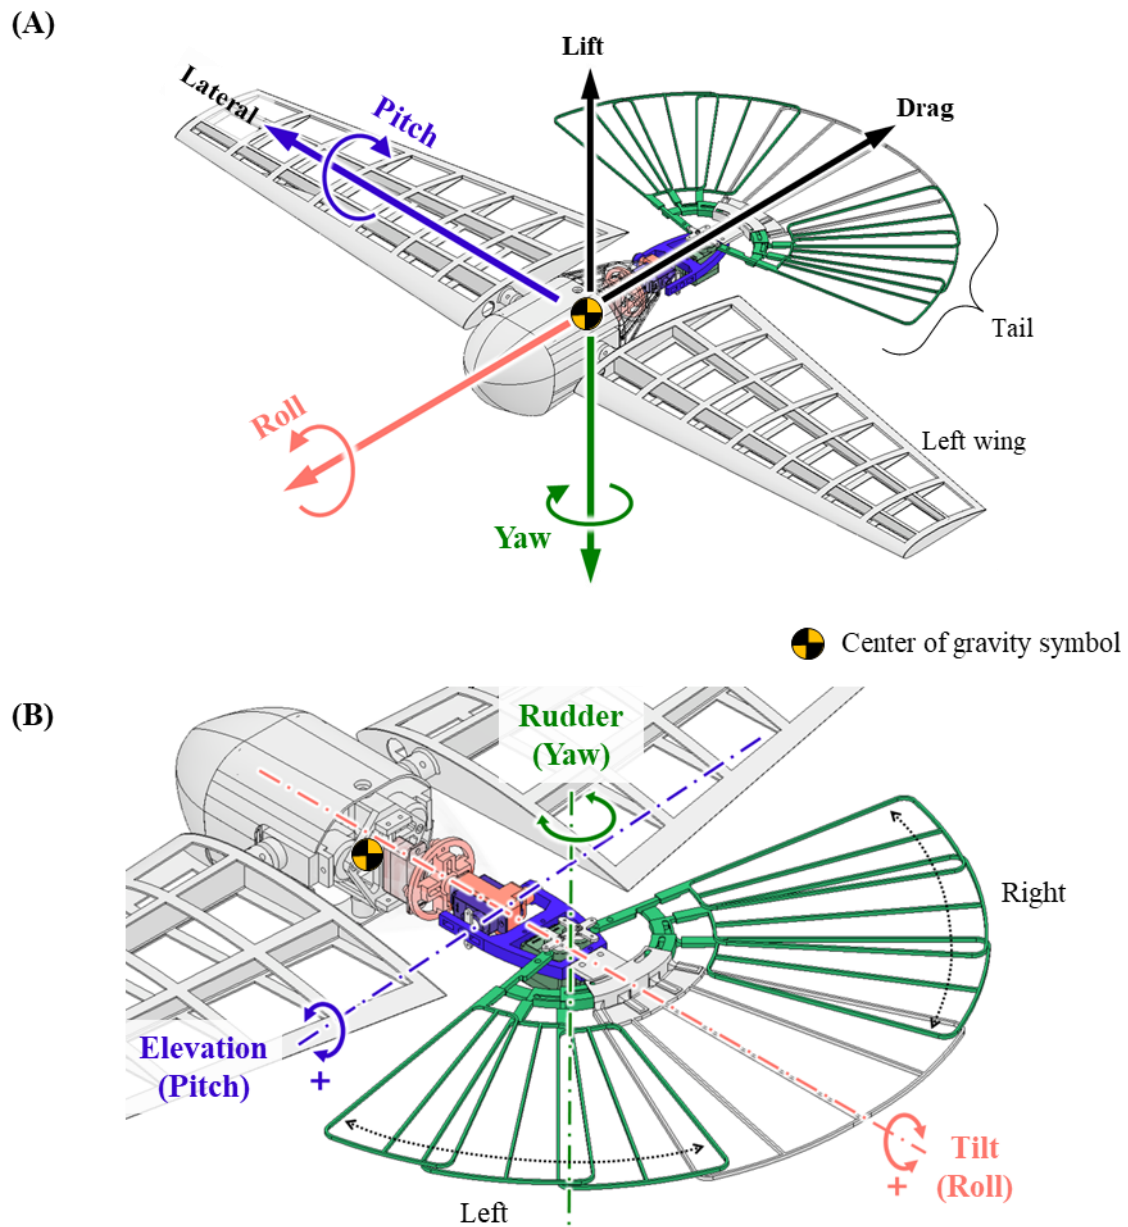 (A)
Lift
Lateral
Pitch
Drag
Tail
Roll
Left wing
Yaw
Center of gravity symbol
(B)
Rudder
(Yaw)
Right
Elevation
(Pitch)
+
Tilt
(Roll)
+
Left